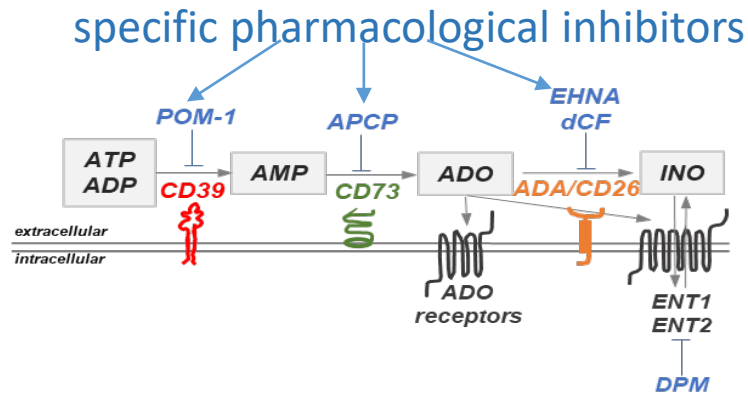 specific pharmacological inhibitors
POM-1
APCP
EHNA
dCF
ATP
ADP
CD39
AMP
CD73
ADO
ADA/CD26
INO
extracellular
intracellular
ADO
receptors
ENT1
ENT2
DPM